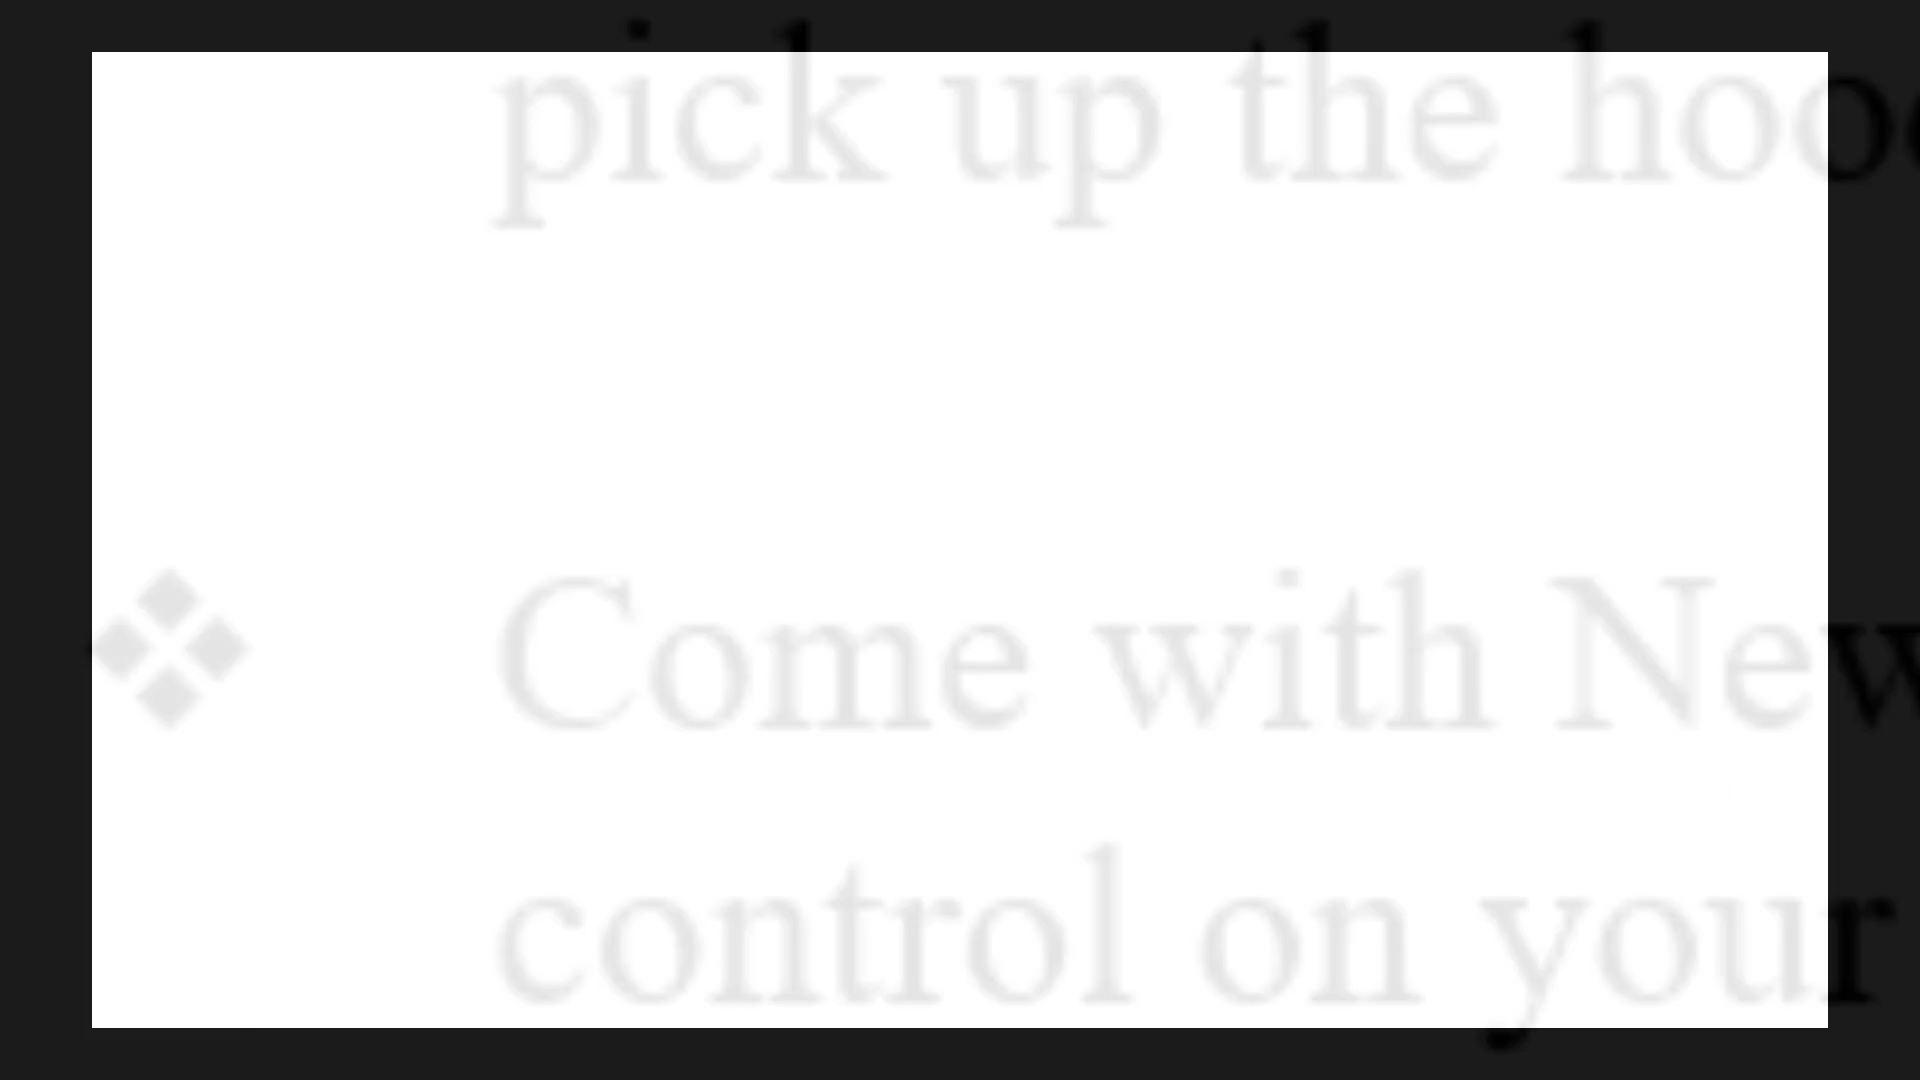 pick up the hoo
❖ Come with New
control on your